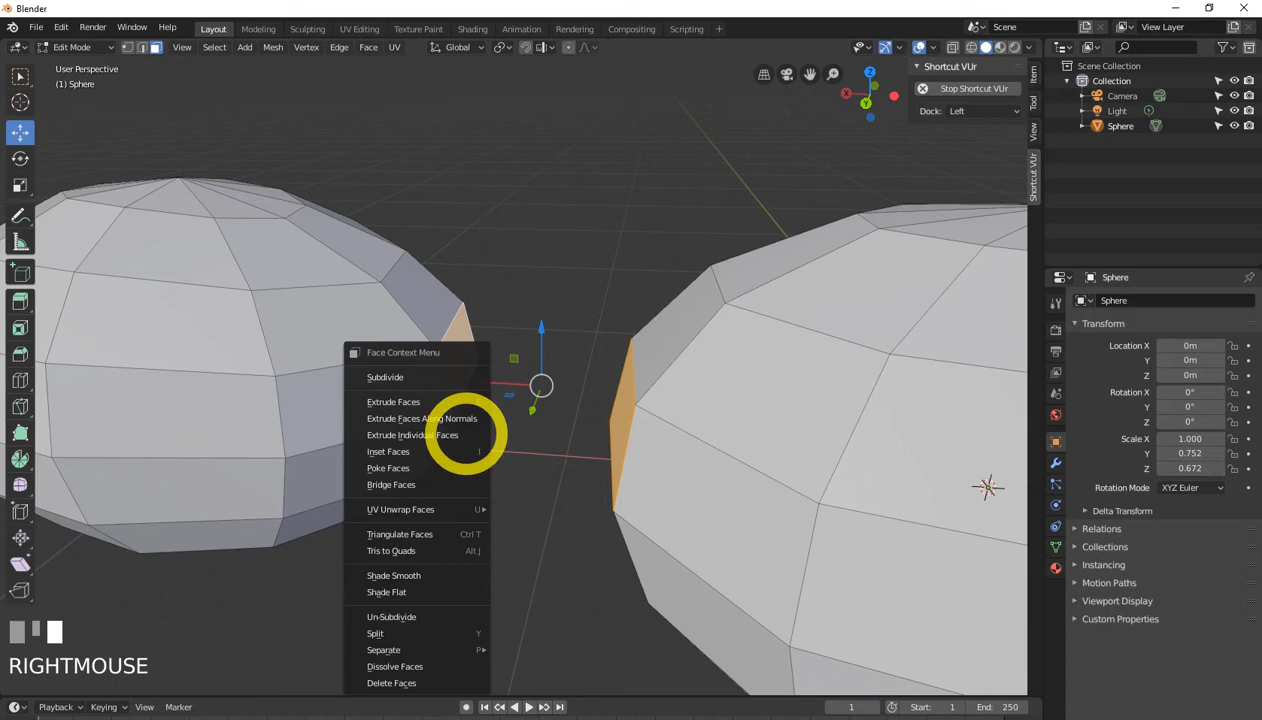 Blender
File Edit Render Window Help Layout Modeling Sculpting UV Editing Texture Paint Shading Animation Rendering Compositing Scripting Scene View Layer
Edit Mode View Select Add Mesh Vertex Edge Face UV Global
User Perspective
(1) Sphere
Shortcut VUr
Stop Shortcut VUr
Dock: Left
Item
Tool
View
Shortcut VUr
X
Y
Z
Scene Collection
Collection
Camera
Light
Sphere
Face Context Menu
Subdivide
Extrude Faces
Extrude Faces Along Normals
Extrude Individual Faces
Inset Faces I
Poke Faces
Bridge Faces
UV Unwrap Faces U
Triangulate Faces Ctrl T
Tris to Quads Alt J
Shade Smooth
Shade Flat
Un-Subdivide
Split Y
Separate P
Dissolve Faces
Delete Faces
RIGHTMOUSE
Sphere
Sphere
Transform
Location X 0m
Y 0m
Z 0m
Rotation X 0°
Y 0°
Z 0°
Scale X 1.000
Y 0.752
Z 0.672
Rotation Mode XYZ Euler
Delta Transform
Relations
Collections
Instancing
Motion Paths
Viewport Display
Custom Properties
Playback Keying View Marker 1 Start: 1 End: 250